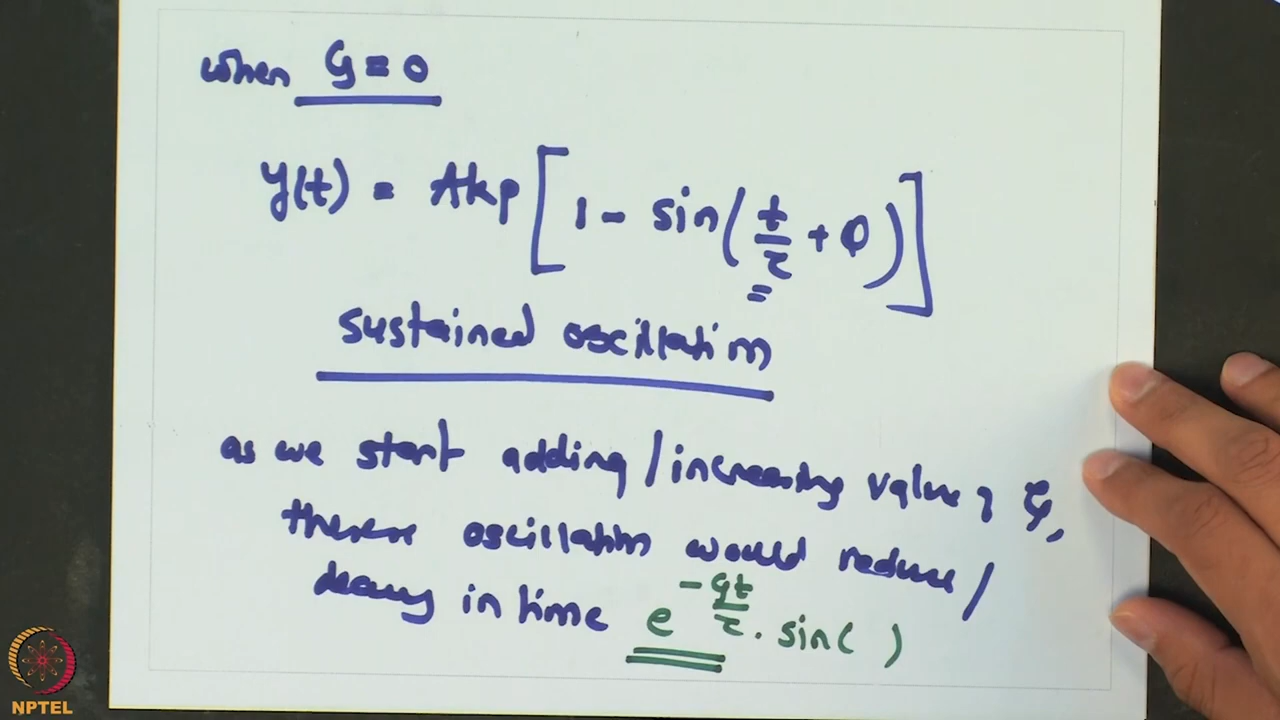 when ζ = 0
y(t) = Akp [ 1 - sin( t/τ + φ ) ]
sustained oscillation
as we start adding / increasing value of ζ,
these oscillation would reduce /
decay in time e^(-ζt/τ) . sin( )
NPTEL